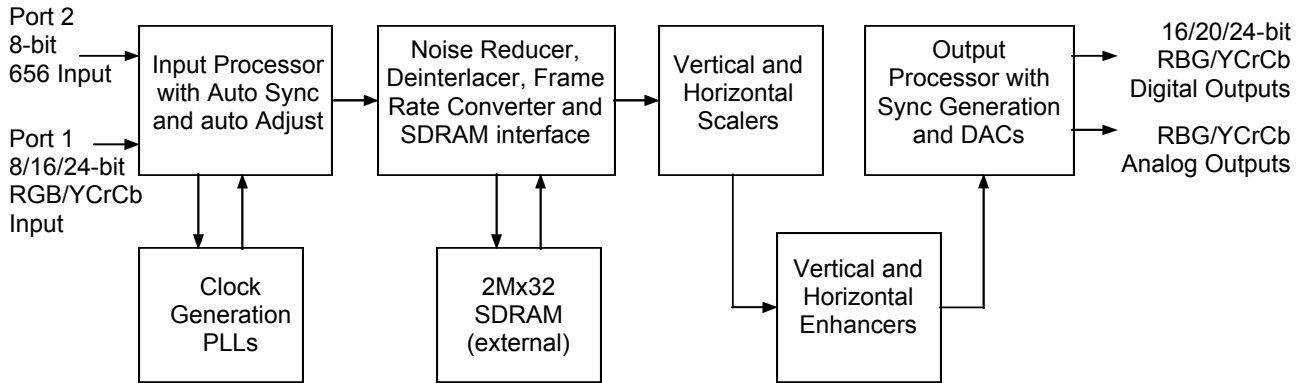 Port 2
8-bit
656 Input
Port 1
8/16/24-bit
RGB/YCrCb
Input
Input Processor
with Auto Sync
and auto Adjust
Clock
Generation
PLLs
Noise Reducer,
Deinterlacer, Frame
Rate Converter and
SDRAM interface
2Mx32
SDRAM
(external)
Vertical and
Horizontal
Scalers
Vertical and
Horizontal
Enhancers
Output
Processor with
Sync Generation
and DACs
16/20/24-bit
RBG/YCrCb
Digital Outputs
RBG/YCrCb
Analog Outputs